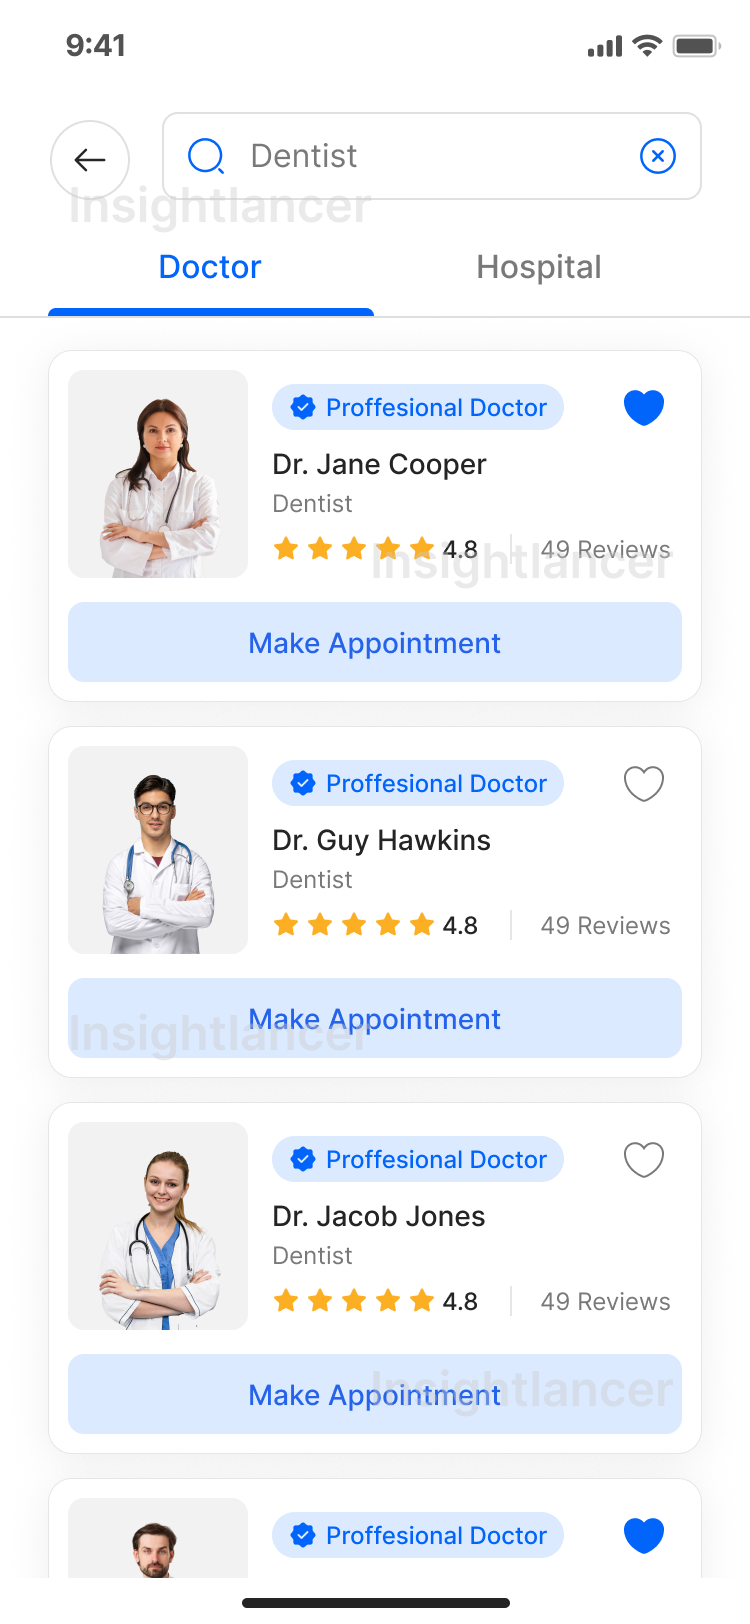 9:41
Dentist
Insightlancer
Doctor
Hospital
Proffesional Doctor
Dr. Jane Cooper
Dentist
4.8
49 Reviews
Insightlancer
Make Appointment
Proffesional Doctor
Dr. Guy Hawkins
Dentist
4.8
49 Reviews
Make Appointment
Insightlancer
Proffesional Doctor
Dr. Jacob Jones
Dentist
4.8
49 Reviews
Make Appointment
Insightlancer
Proffesional Doctor